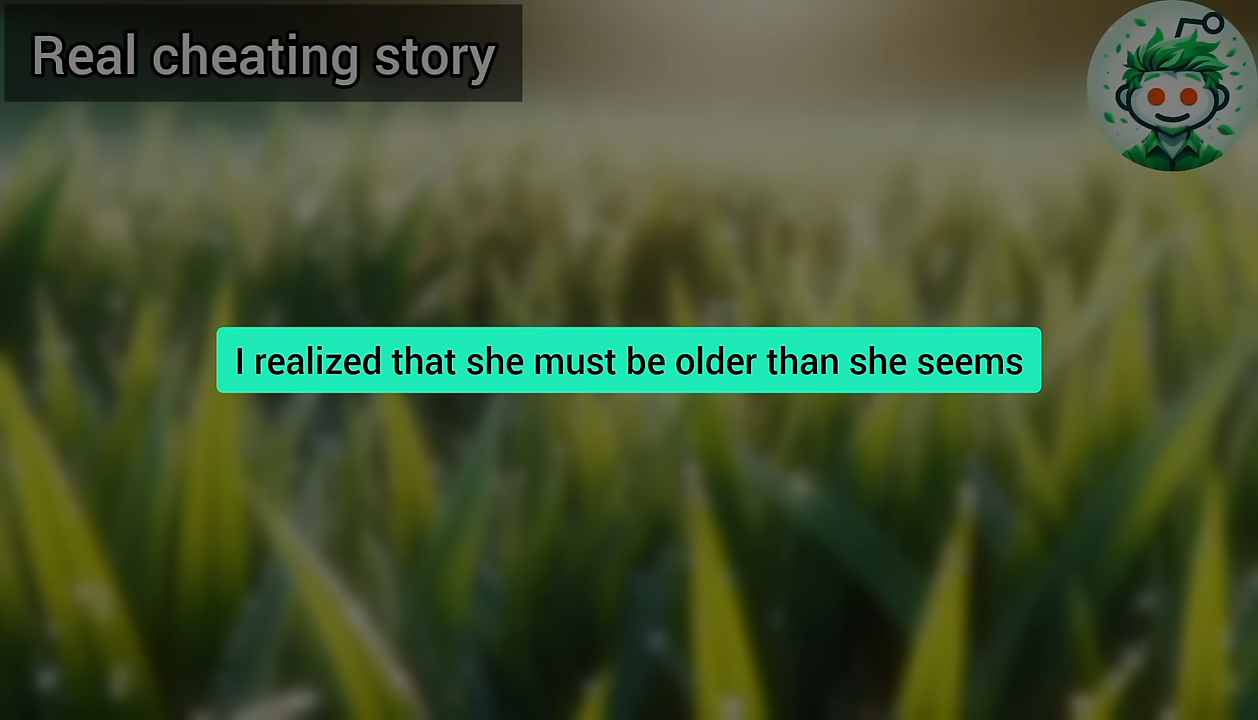 Real cheating story
I realized that she must be older than she seems